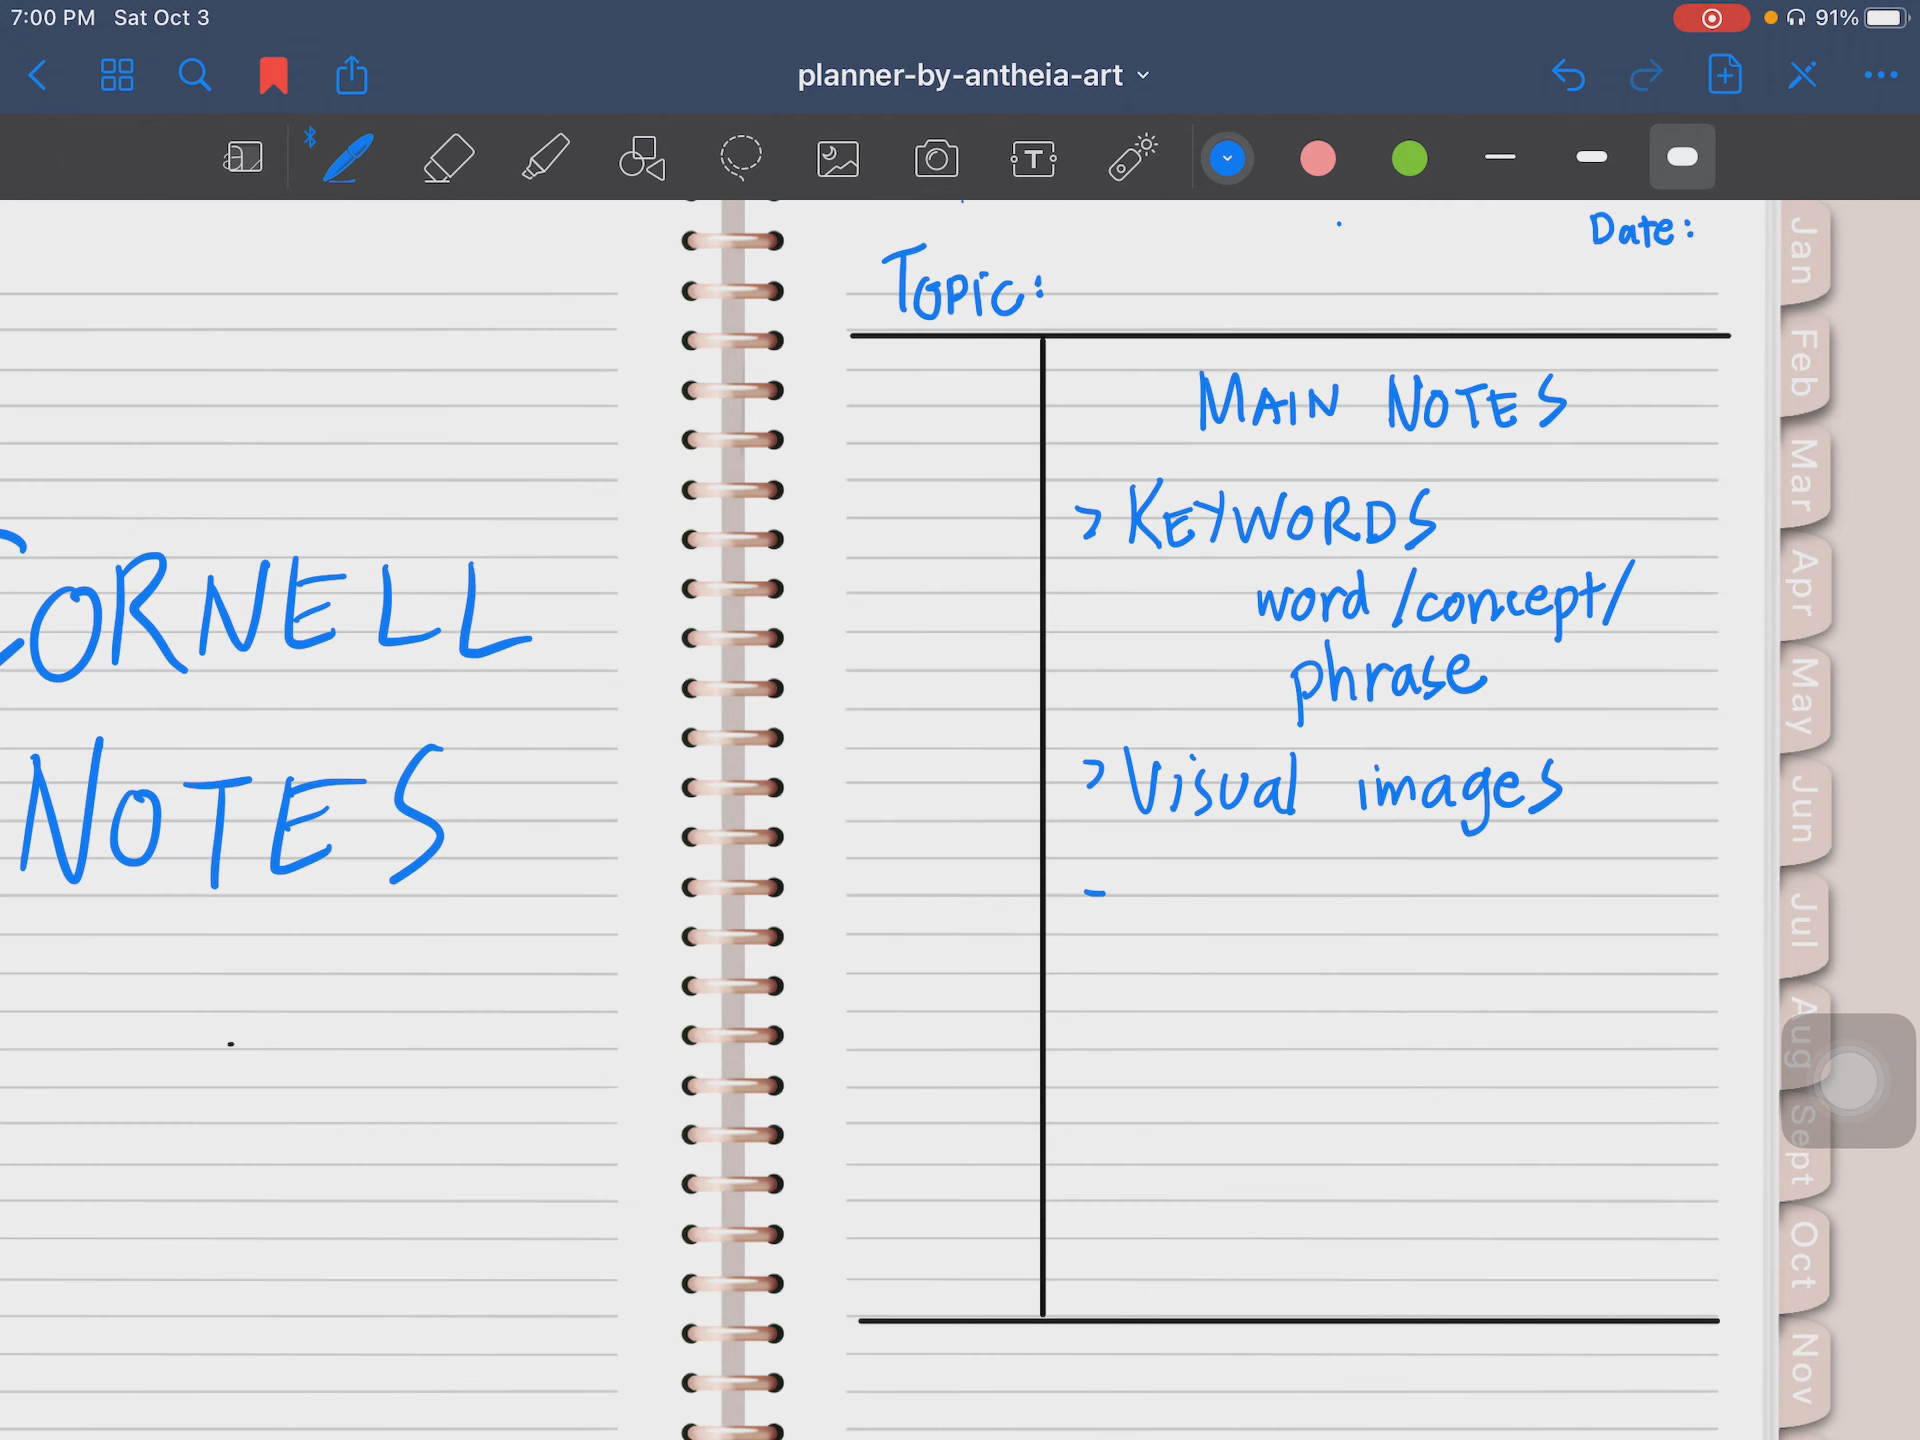 7:00 PM Sat Oct 3
91%
planner-by-antheia-art
CORNELL
NOTES
Date:
Topic:
MAIN NOTES
> KEYWORDS
word/concept/
phrase
> Visual images
-
Jan
Feb
Mar
Apr
May
Jun
Jul
Aug
Sept
Oct
Nov